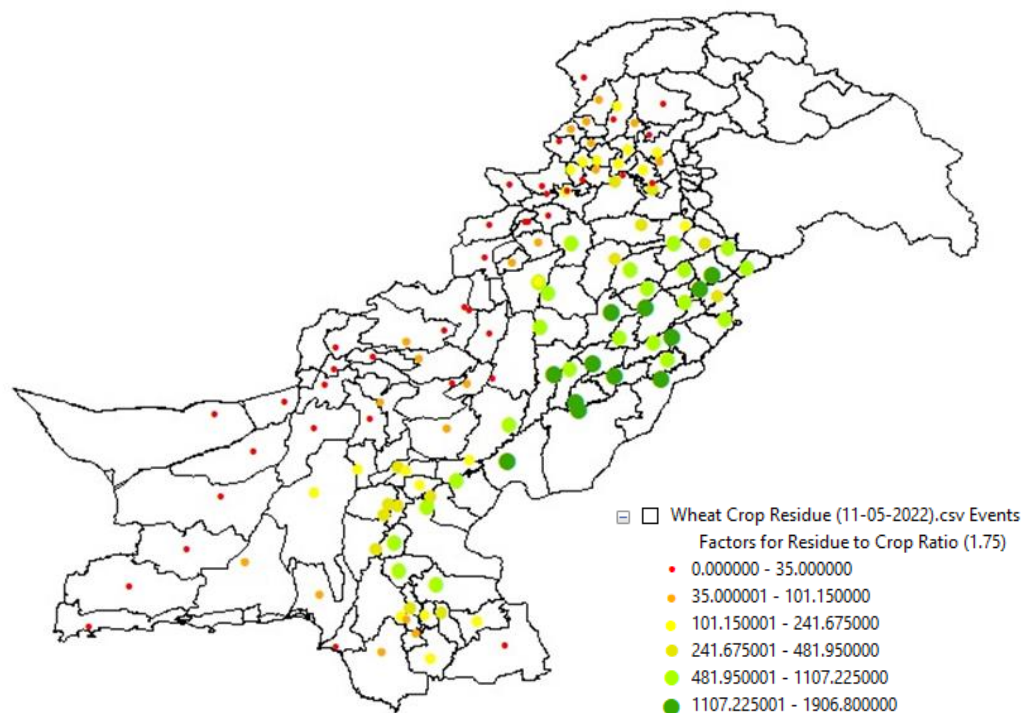 Wheat Crop Residue (11-05-2022).csv Events
Factors for Residue to Crop Ratio (1.75)
0.000000 - 35.000000
35.000001 - 101.150000
101.150001 - 241.675000
241.675001 - 481.950000
481.950001 - 1107.225000
1107.225001 - 1906.800000